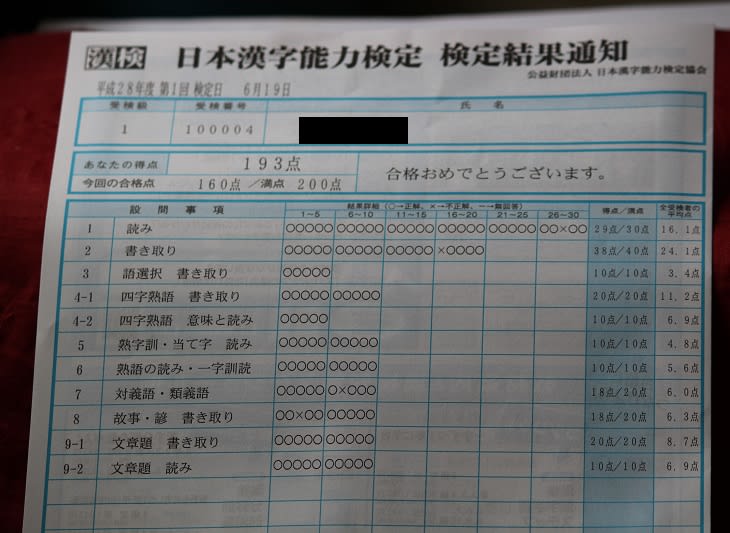 漢検 日本漢字能力検定 検定結果通知
公益財団法人 日本漢字能力検定協会
平成28年度 第1回 検定日 6月19日
受検級 受検番号 氏名
1 100004
あなたの得点 193点
今回の合格点 160点/満点 200点
合格おめでとうございます。
設問事項 結果詳細 (○→正解、×→不正解、ー→無回答) 得点/満点 全受検者の平均点
1~5 6~10 11~15 16~20 21~25 26~30
1 読み ○○○○○ ○○○○○ ○○○○○ ○○○○○ ○○○○○ ○○×○○ 29点/30点 16.1点
2 書き取り ○○○○○ ○○○○○ ○○○○○ ×○○○○ 38点/40点 24.1点
3 語選択 書き取り ○○○○○ 10点/10点 3.4点
4-1 四字熟語 書き取り ○○○○○ ○○○○○ 20点/20点 11.2点
4-2 四字熟語 意味と読み ○○○○○ 10点/10点 6.9点
5 熟字訓・当て字 読み ○○○○○ ○○○○○ 10点/10点 4.8点
6 熟語の読み・一字訓読 ○○○○○ ○○○○○ 10点/10点 5.6点
7 対義語・類義語 ○○○○○ ○×○○○ 18点/20点 6.0点
8 故事・諺 書き取り ○○×○○ ○○○○○ 18点/20点 6.3点
9-1 文章題 書き取り ○○○○○ ○○○○○ 20点/20点 8.7点
9-2 文章題 読み ○○○○○ ○○○○○ 10点/10点 6.9点